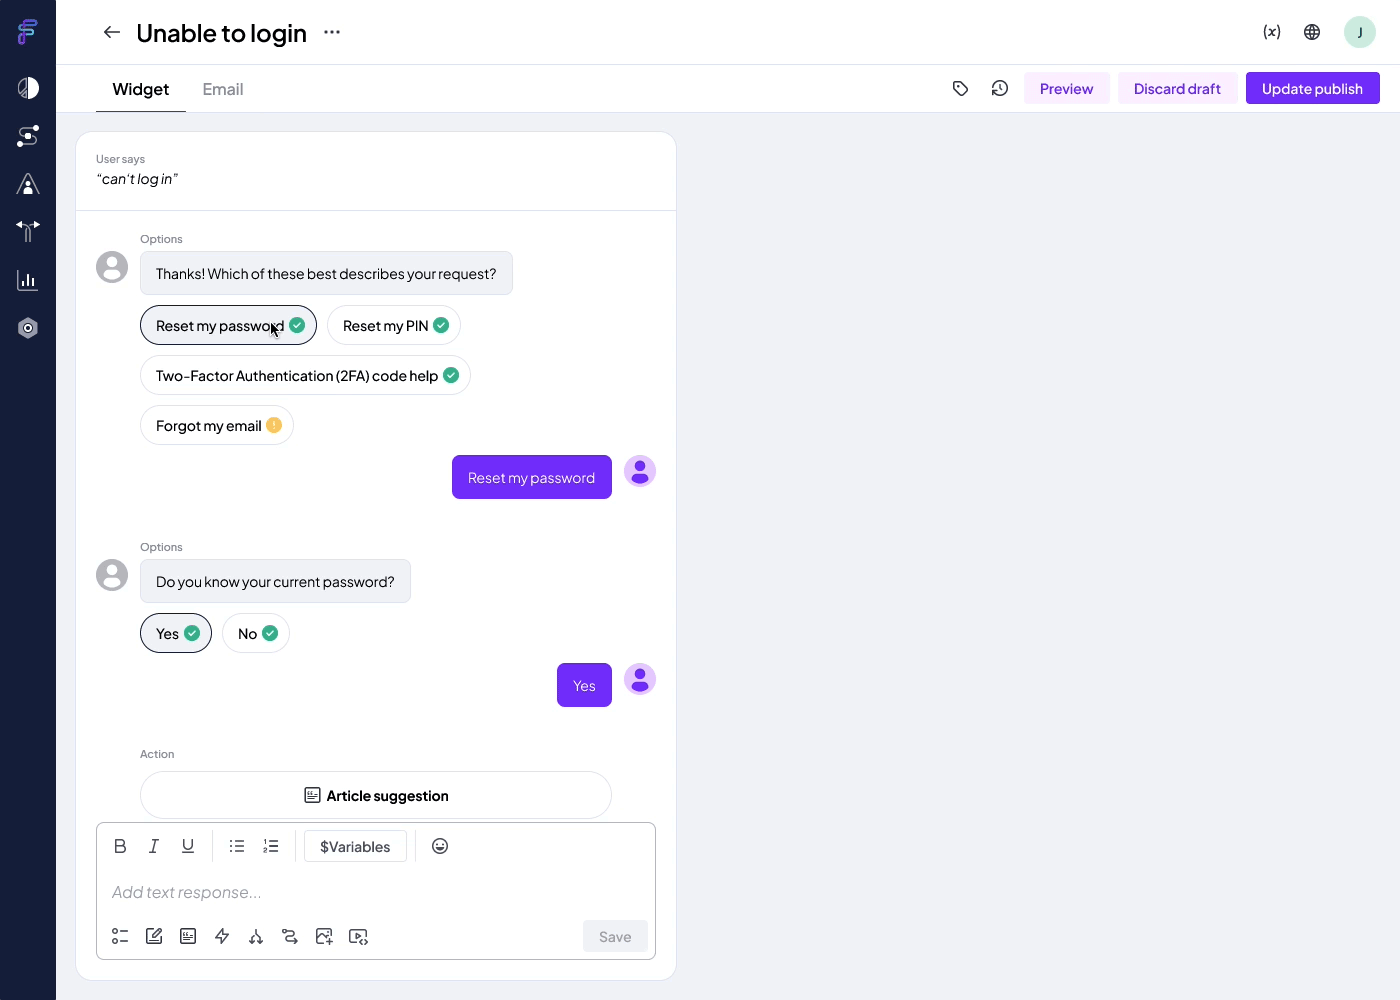 Unable to login
(x)
J
Widget
Email
Preview
Discard draft
Update publish
User says
“can't log in”
Options
Thanks! Which of these best describes your request?
Reset my password
Reset my PIN
Two-Factor Authentication (2FA) code help
Forgot my email
Reset my password
Options
Do you know your current password?
Yes
No
Yes
Action
Article suggestion
B I U
$Variables
Add text response...
Save